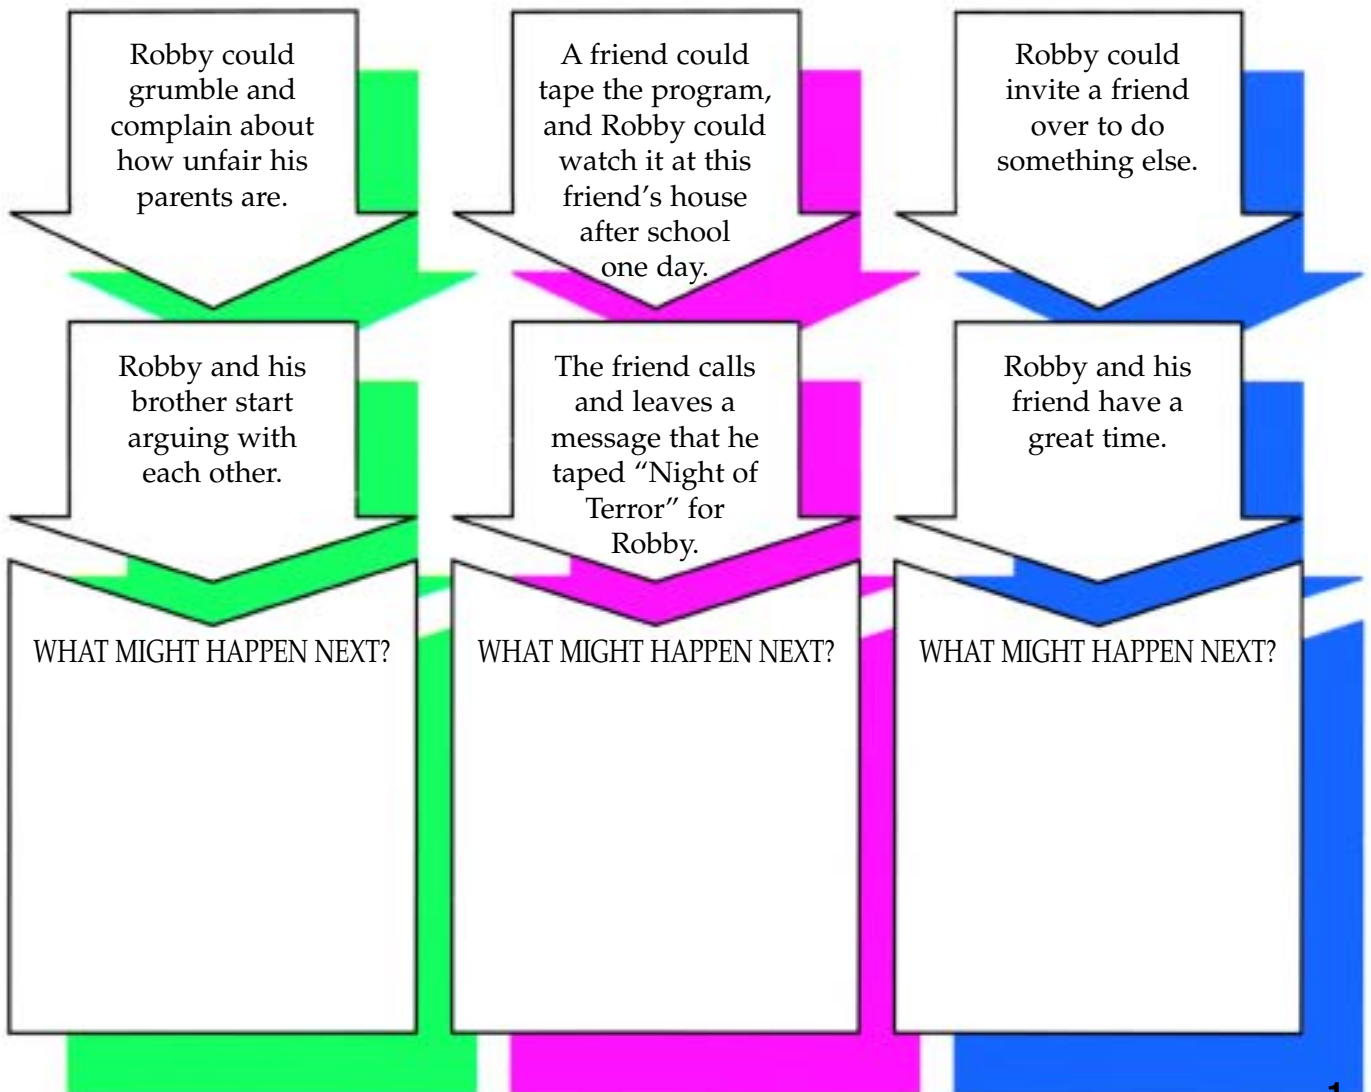 Robby could
grumble and
complain about
how unfair his
parents are.
Robby and his
brother start
arguing with
each other.
WHAT MIGHT HAPPEN NEXT?
A friend could
tape the program,
and Robby could
watch it at this
friend's house
after school
one day.
The friend calls
and leaves a
message that he
taped “Night of
Terror” for
Robby.
WHAT MIGHT HAPPEN NEXT?
Robby could
invite a friend
over to do
something else.
Robby and his
friend have a
great time.
WHAT MIGHT HAPPEN NEXT?